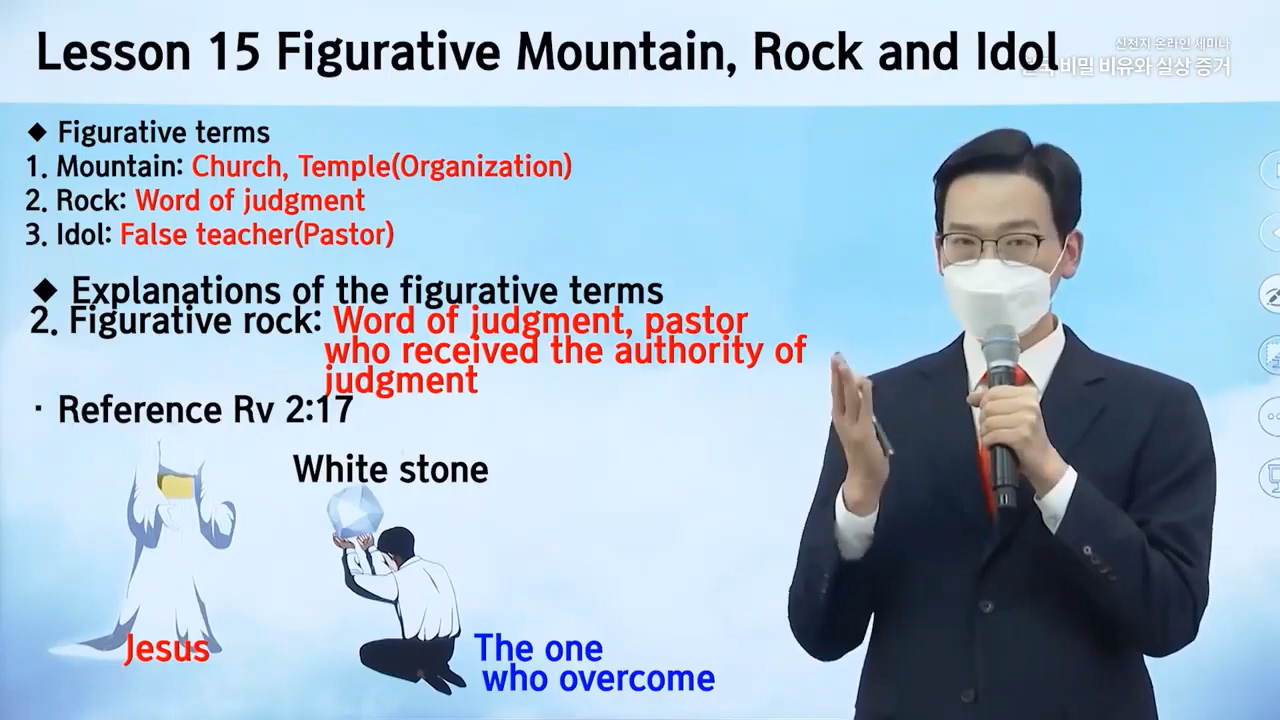 Lesson 15 Figurative Mountain, Rock and Idol
신천지 온라인 세미나
비밀 비유와 실상 증거
◆ Figurative terms
1. Mountain: Church, Temple(Organization)
2. Rock: Word of judgment
3. Idol: False teacher(Pastor)
◆ Explanations of the figurative terms
2. Figurative rock: Word of judgment, pastor
who received the authority of
judgment
· Reference Rv 2:17
White stone
Jesus
The one
who overcome